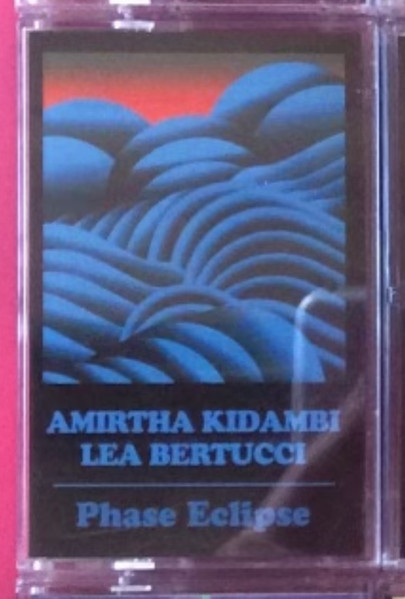 AMIRTHA KIDAMBI
LEA BERTUCCI
Phase Eclipse